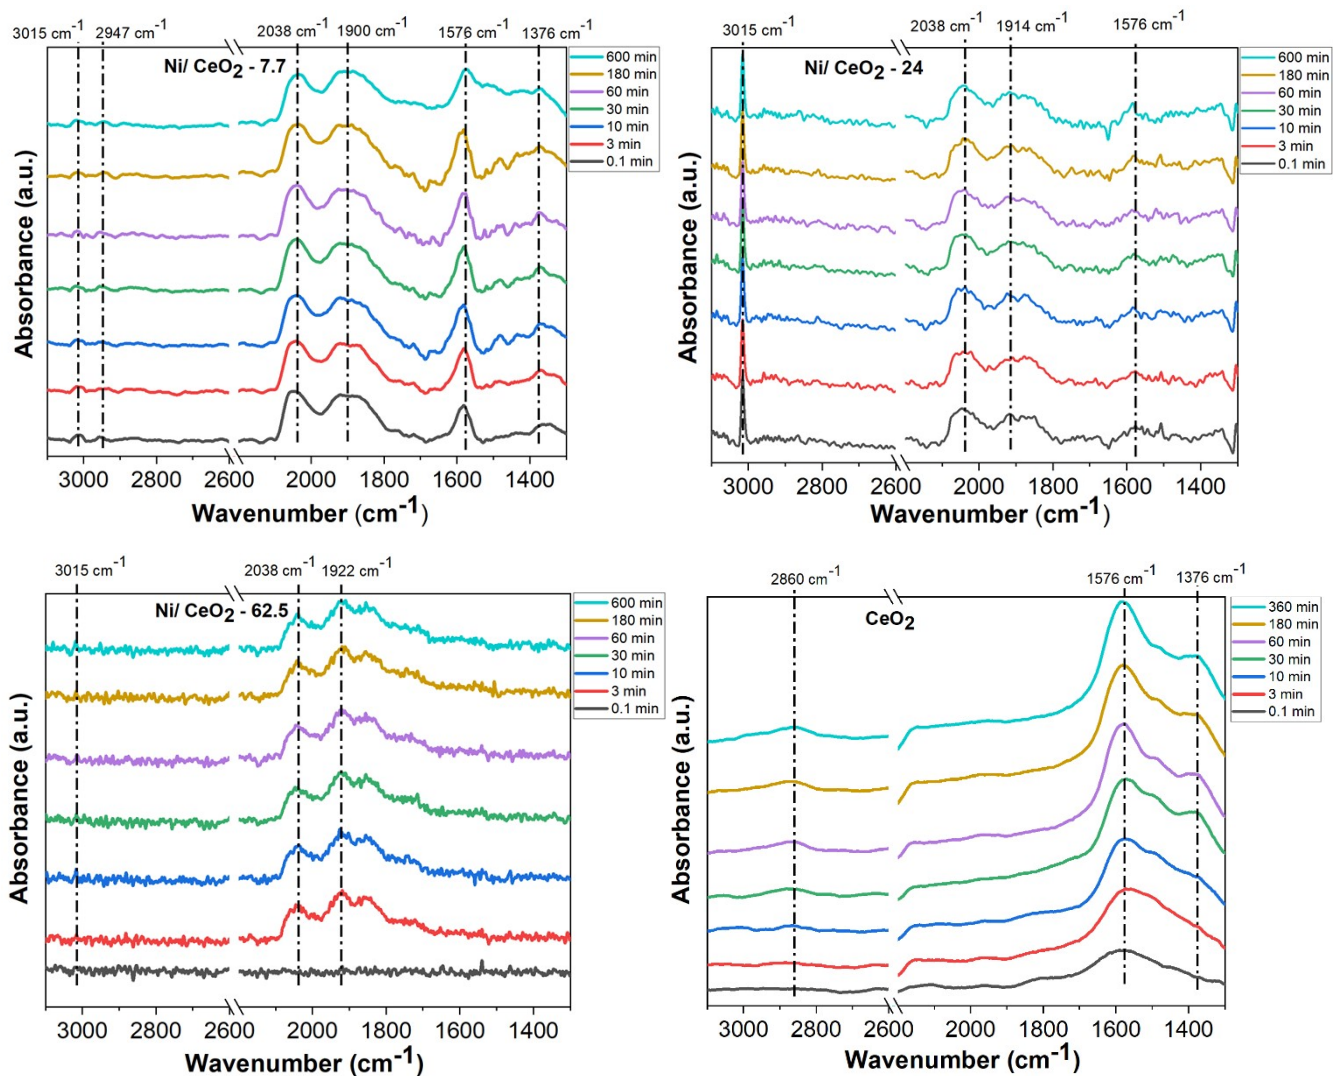 3015 cm⁻¹ 2947 cm⁻¹ 2038 cm⁻¹ 1900 cm⁻¹ 1576 cm⁻¹ 1376 cm⁻¹
Ni/ CeO₂ - 7.7
600 min
180 min
60 min
30 min
10 min
3 min
0.1 min
Absorbance (a.u.)
3000 2800 2600 2000 1800 1600 1400
Wavenumber (cm⁻¹)
3015 cm⁻¹ 2038 cm⁻¹ 1914 cm⁻¹ 1576 cm⁻¹
Ni/ CeO₂ - 24
600 min
180 min
60 min
30 min
10 min
3 min
0.1 min
Absorbance (a.u.)
3000 2800 2600 2000 1800 1600 1400
Wavenumber (cm⁻¹)
3015 cm⁻¹ 2038 cm⁻¹ 1922 cm⁻¹
Ni/ CeO₂ - 62.5
600 min
180 min
60 min
30 min
10 min
3 min
0.1 min
Absorbance (a.u.)
3000 2800 2600 2000 1800 1600 1400
Wavenumber (cm⁻¹)
2860 cm⁻¹ 1576 cm⁻¹ 1376 cm⁻¹
CeO₂
360 min
180 min
60 min
30 min
10 min
3 min
0.1 min
Absorbance (a.u.)
3000 2800 2600 2000 1800 1600 1400
Wavenumber (cm⁻¹)